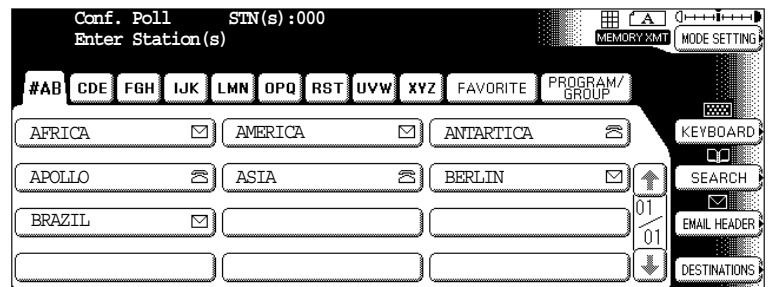 Conf. Poll STN(s):000
Enter Station(s)
A
MEMORY XMT
MODE SETTING
#AB CDE FGH IJK LMN OPQ RST UVW XYZ FAVORITE PROGRAM/
GROUP
AFRICA AMERICA ANTARTICA
KEYBOARD
APOLLO ASIA BERLIN
SEARCH
BRAZIL
01
01
EMAIL HEADER
DESTINATIONS